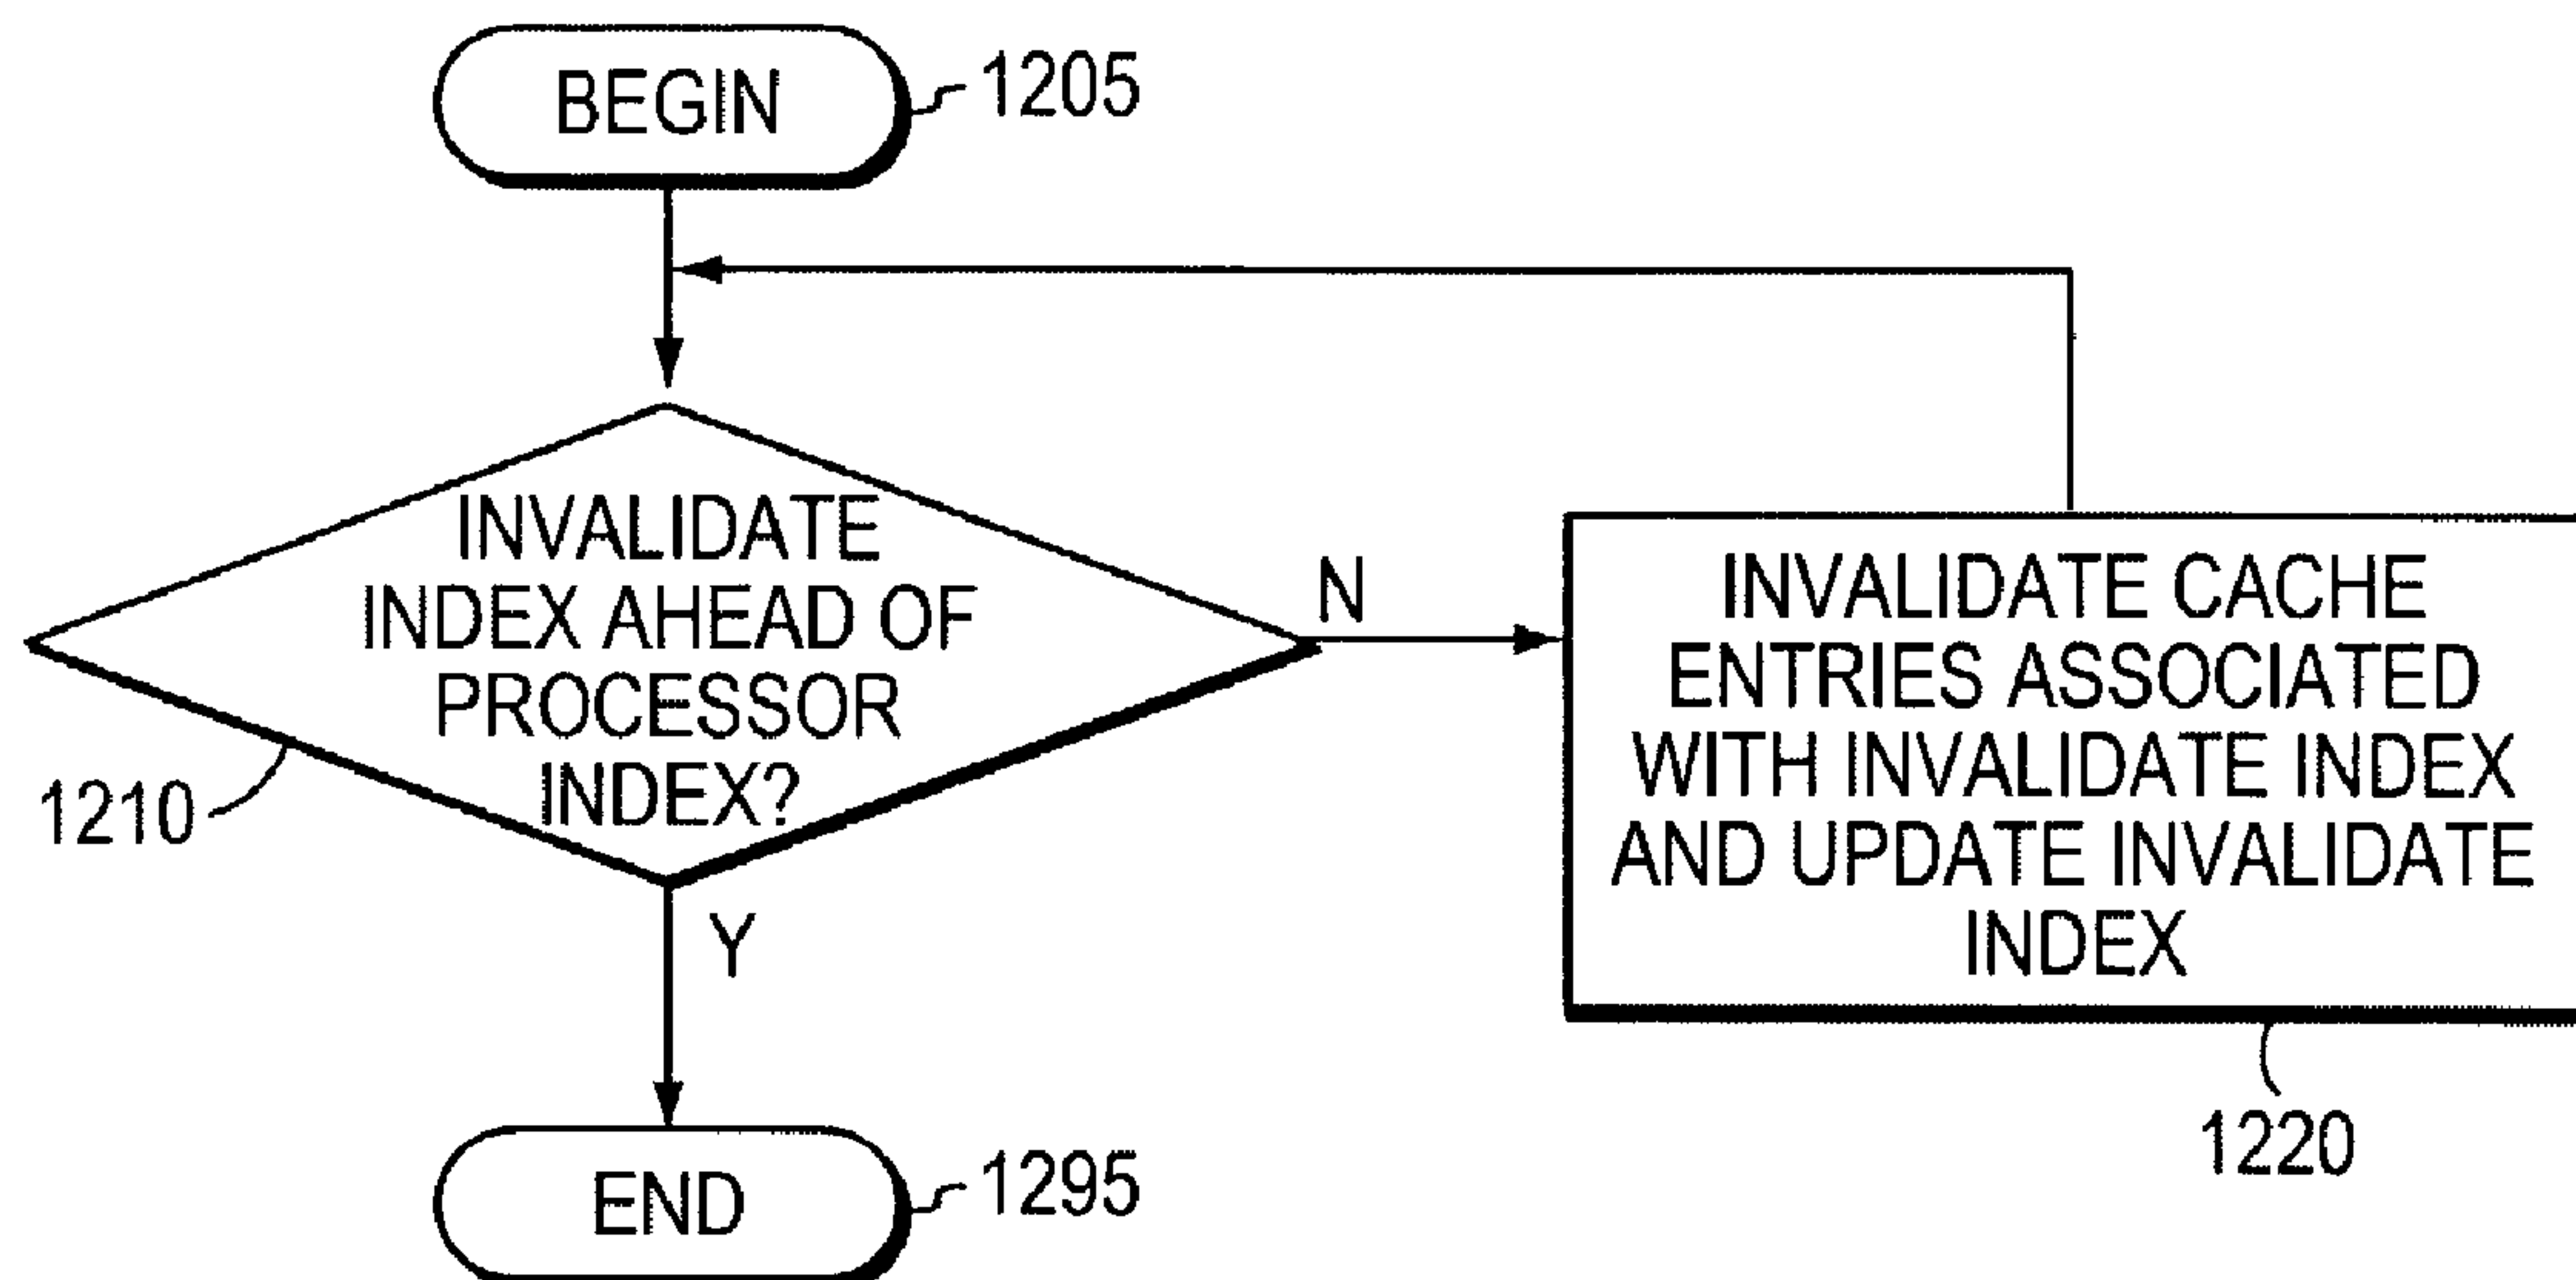 BEGIN
1205
INVALIDATE
INDEX AHEAD OF
PROCESSOR
INDEX?
1210
N
INVALIDATE CACHE
ENTRIES ASSOCIATED
WITH INVALIDATE INDEX
AND UPDATE INVALIDATE
INDEX
1220
Y
END
1295